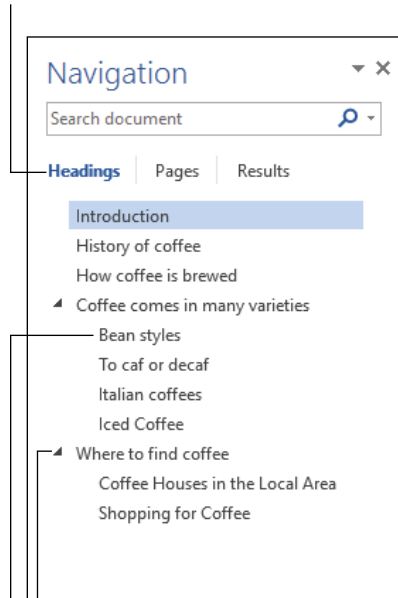 Navigation
Search document
Headings Pages Results
Introduction
History of coffee
How coffee is brewed
Coffee comes in many varieties
Bean styles
To caf or decaf
Italian coffees
Iced Coffee
Where to find coffee
Coffee Houses in the Local Area
Shopping for Coffee